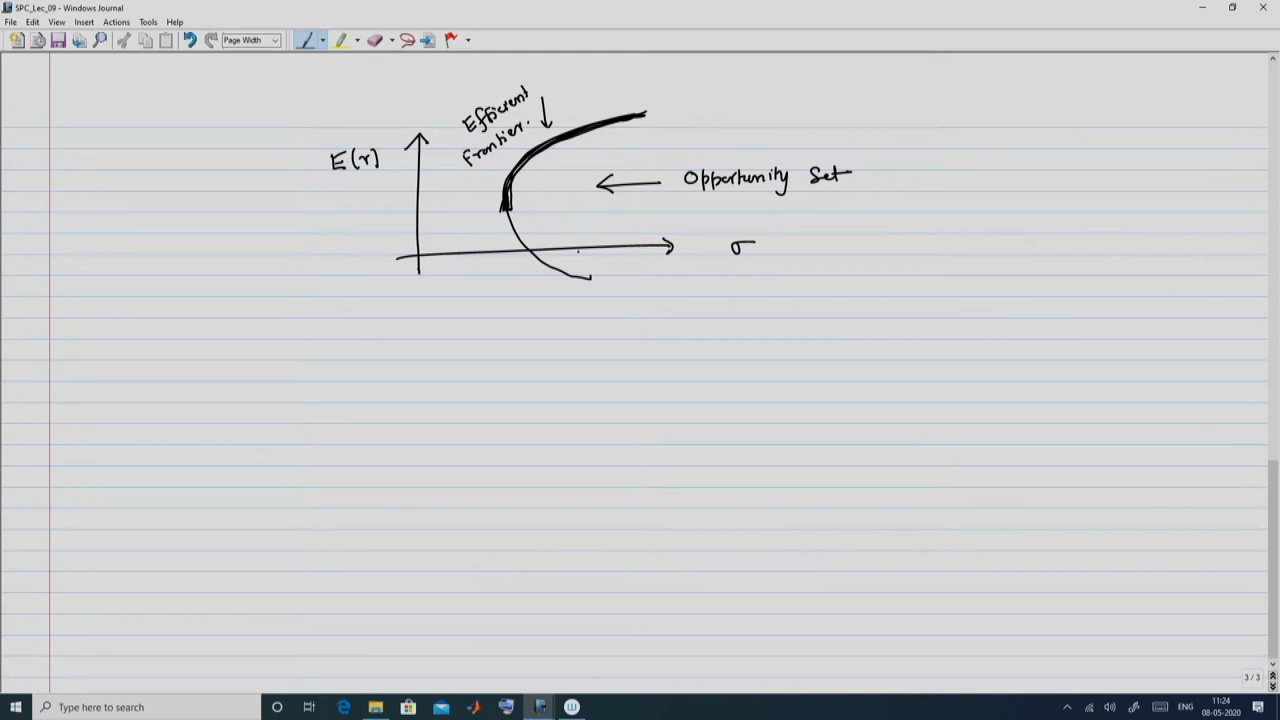 SPC_Lec_09 - Windows Journal
File Edit View Insert Actions Tools Help
Page Width
Efficient
frontier.
E(r)
Opportunity Set
σ
3 / 3
Type here to search
ENG
11:24
08-05-2020